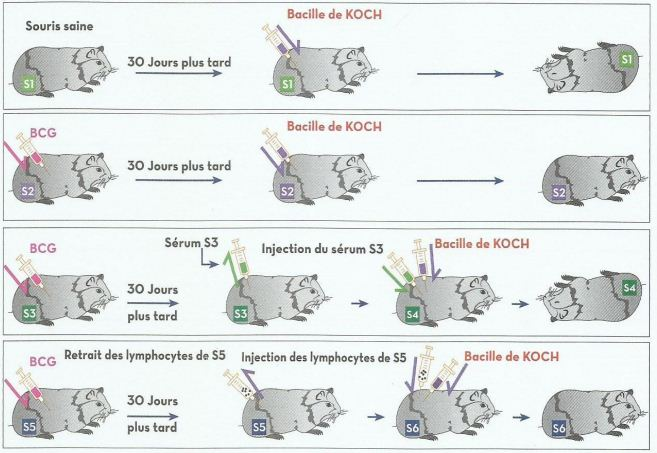 Souris saine
Bacille de KOCH
30 Jours plus tard
S1
S1
S1
BCG
Bacille de KOCH
30 Jours plus tard
S2
S2
BCG
Sérum S3
Injection du sérum S3
Bacille de KOCH
30 Jours
plus tard
S3
S3
S4
S4
BCG
Retrait des lymphocytes de S5
Injection des lymphocytes de S5
Bacille de KOCH
30 Jours
plus tard
S5
S5
S6
S6